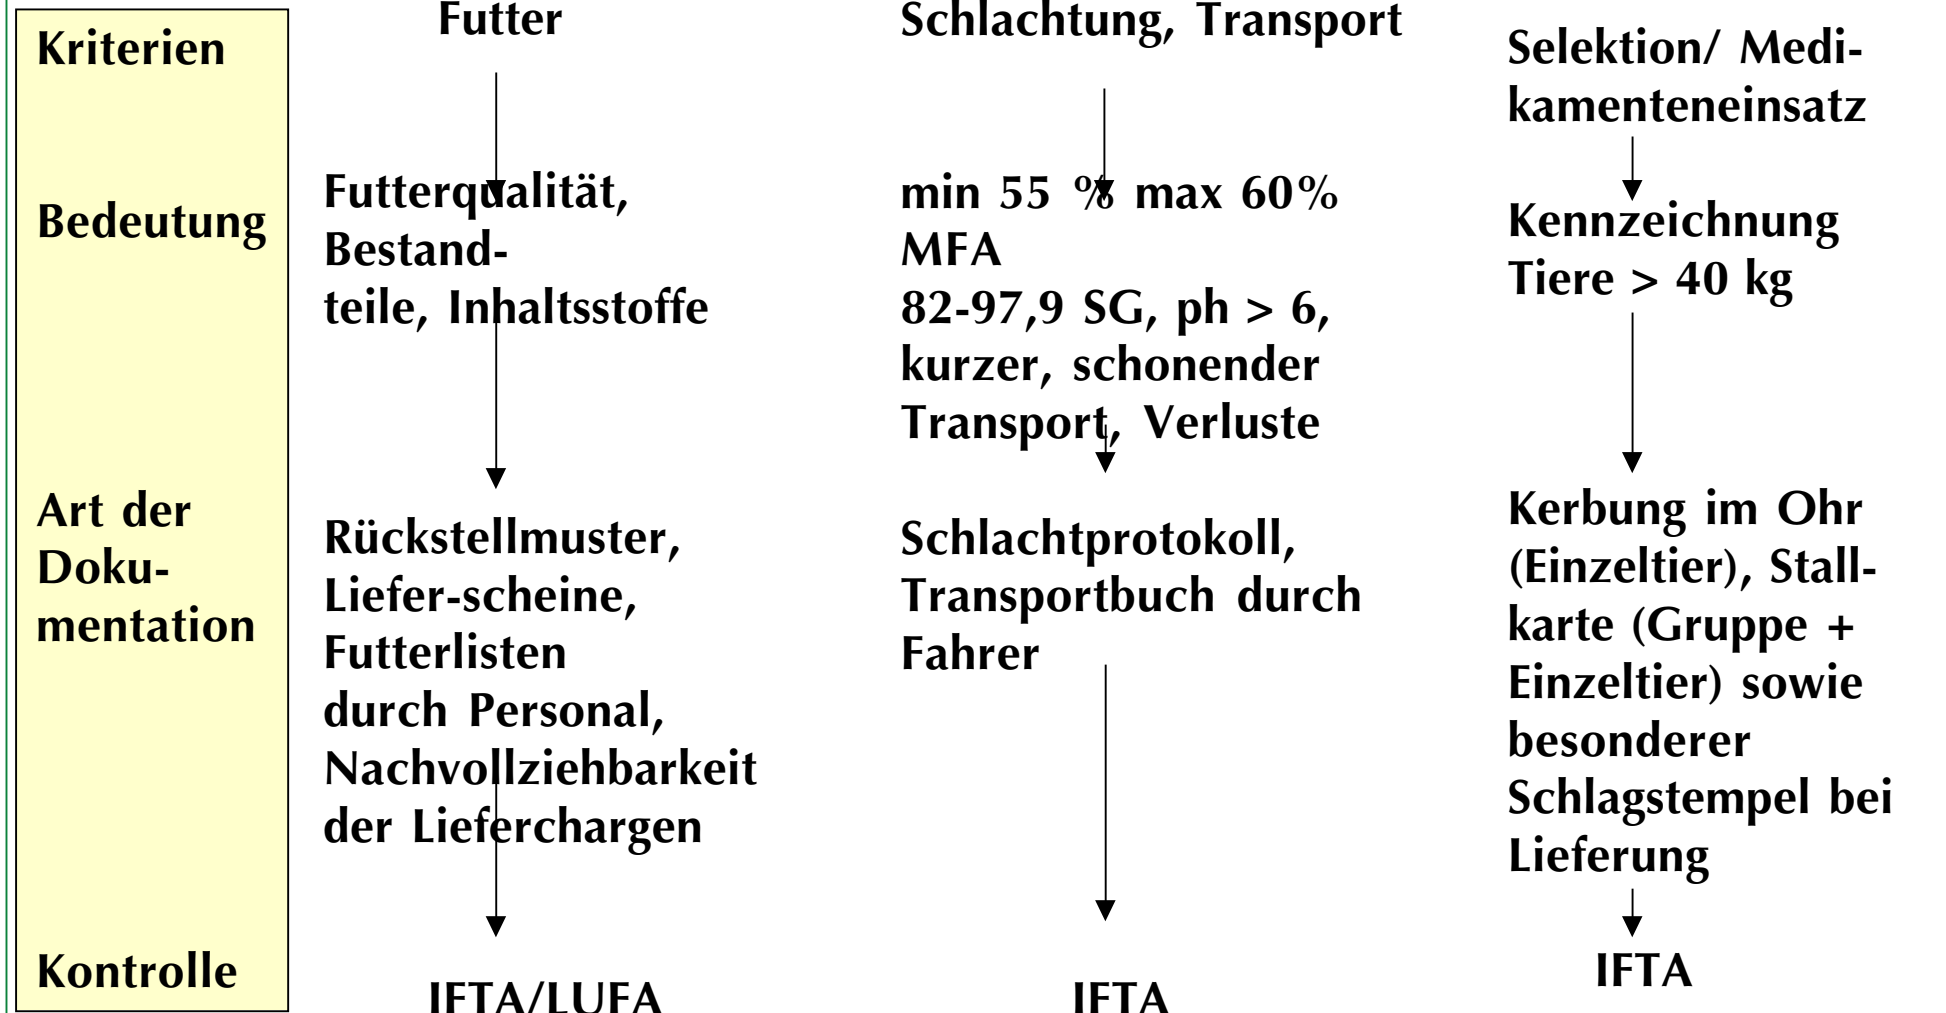 Kriterien
Bedeutung
Art der
Doku-
mentation
Kontrolle
Futter
Futterqualität,
Bestand-
teile, Inhaltsstoffe
Rückstellmuster,
Liefer-scheine,
Futterlisten
durch Personal,
Nachvollziehbarkeit
der Lieferchargen
IFTA/LUFA
Schlachtung, Transport
min 55 % max 60%
MFA
82-97,9 SG, ph > 6,
kurzer, schonender
Transport, Verluste
Schlachtprotokoll,
Transportbuch durch
Fahrer
IFTA
Selektion/ Medi-
kamenteneinsatz
Kennzeichnung
Tiere > 40 kg
Kerbung im Ohr
(Einzeltier), Stall-
karte (Gruppe +
Einzeltier) sowie
besonderer
Schlagstempel bei
Lieferung
IFTA